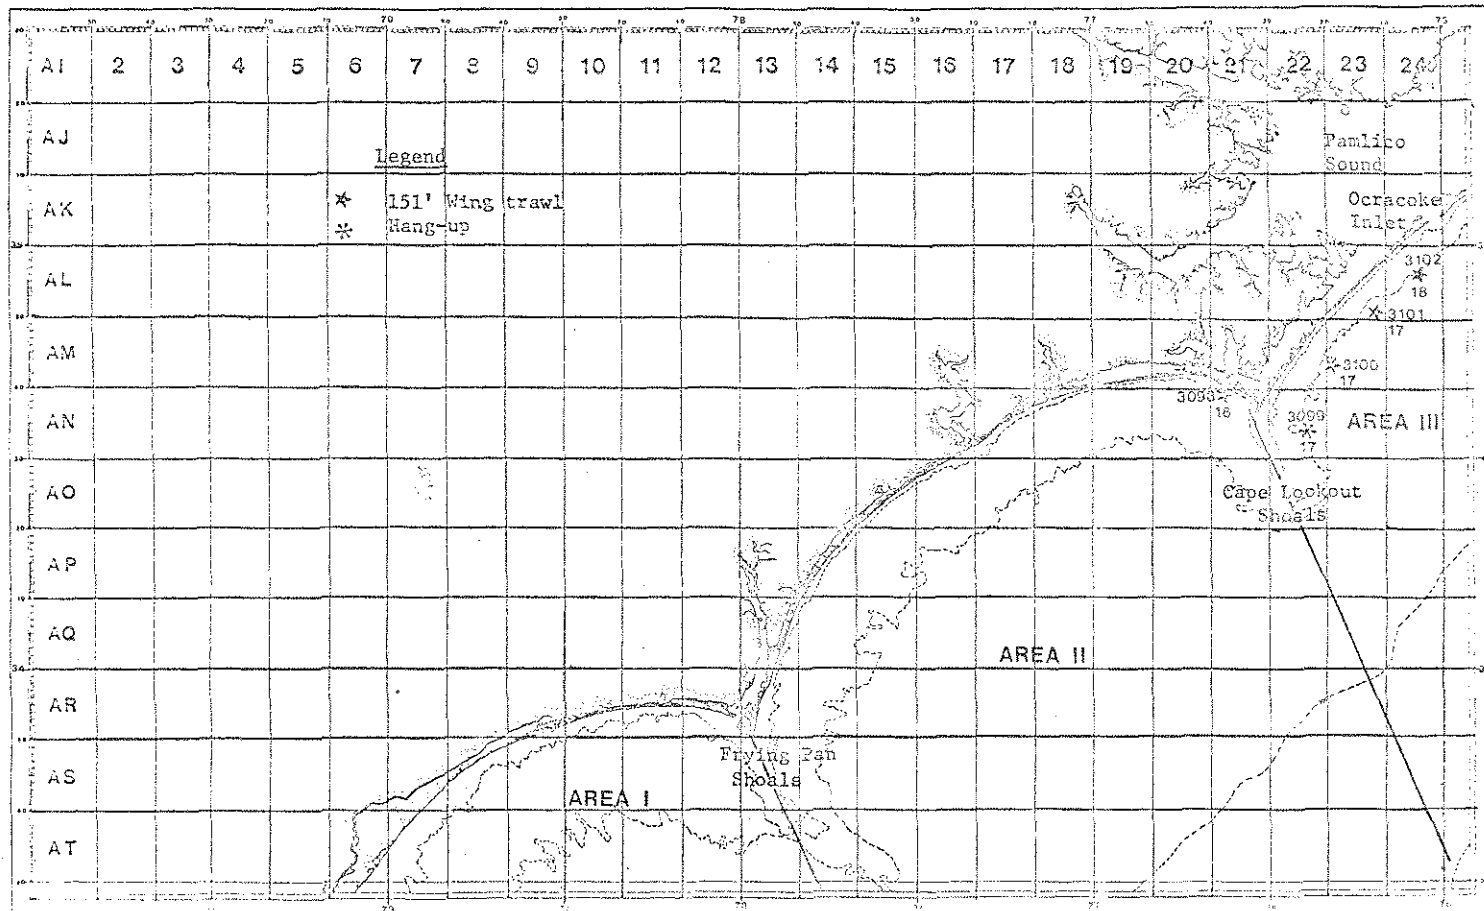 AI 2 3 4 5 6 7 8 9 10 11 12 13 14 15 16 17 18 19 20 21 22 23 24
AJ
Legend
Pamlico
Sound
AK
151' Wing trawl
Hang-up
Ocracoke
Inlet
AL
3102
18
3101
17
AM
3100
17
AN
3098
16
3099
17
AREA III
AO
Cape Lookout
Shoals
AP
AQ
AREA II
AR
AS
Frying Pan
Shoals
AREA I
AT